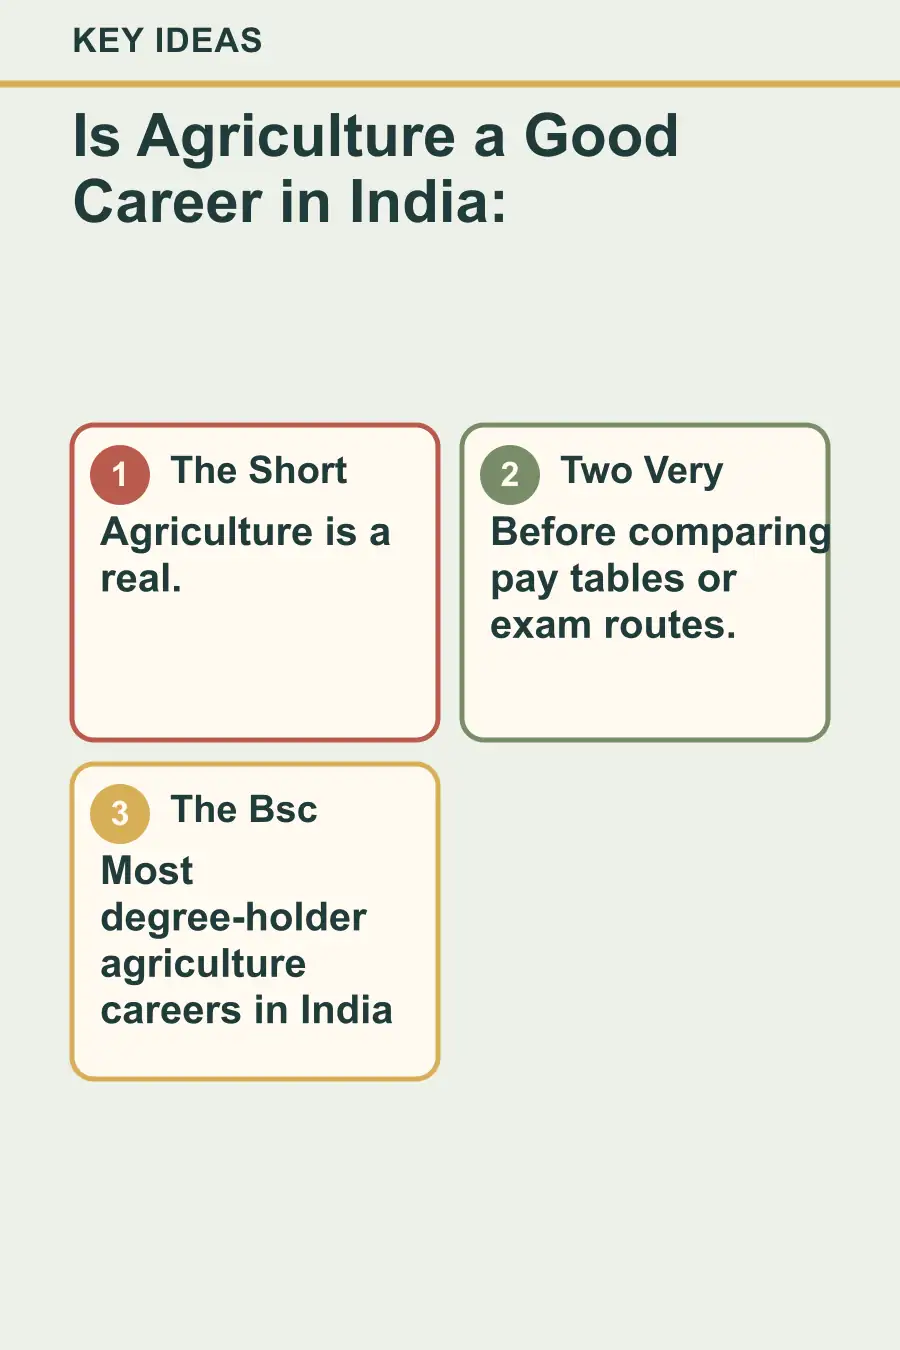 KEY IDEAS
Is Agriculture a Good
Career in India:
1 The Short
Agriculture is a
real.
2 Two Very
Before comparing
pay tables or
exam routes.
3 The Bsc
Most
degree-holder
agriculture
careers in India